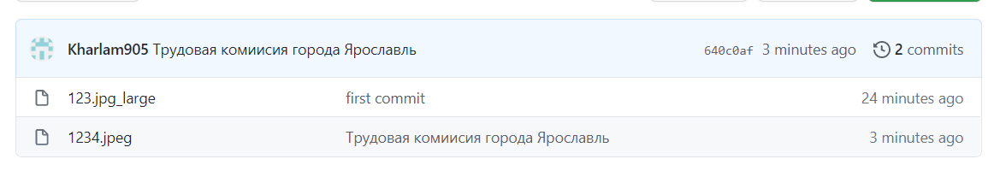 Kharlam905 Трудовая комиисия города Ярославль 640c0af 3 minutes ago 2 commits
123.jpg_large first commit 24 minutes ago
1234.jpeg Трудовая комиисия города Ярославль 3 minutes ago